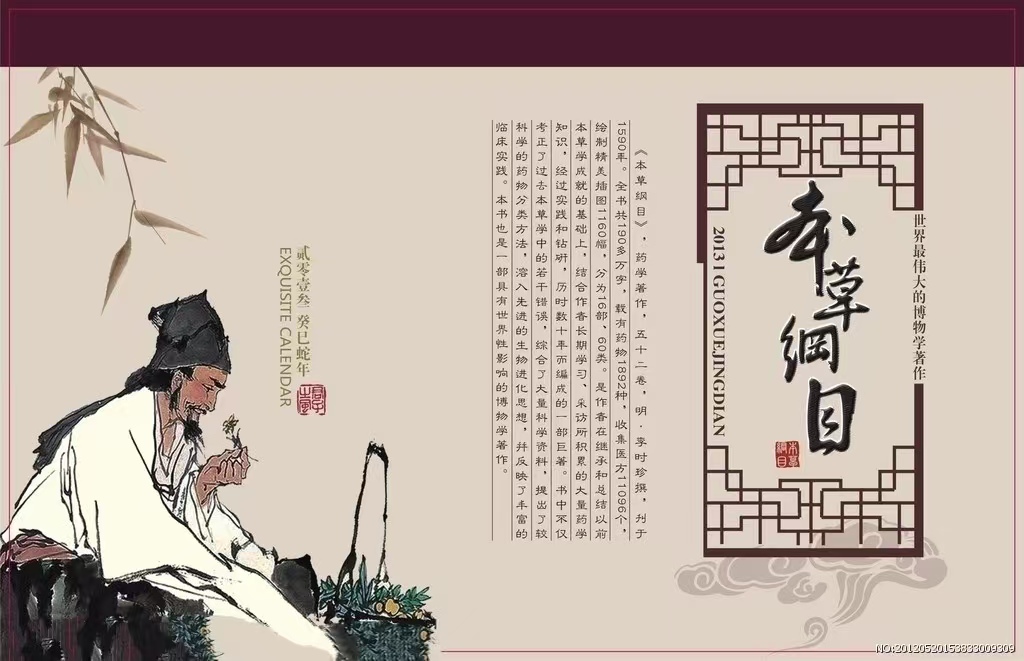 世界最伟大的博物学著作
本草纲目
本草
纲目
2013 | GUOXUEJINGDIAN
《本草纲目》，药学著作，五十二卷，明·李时珍撰，刊于
1590年。全书共190多万字，载有药物1892种，收集医方11096个，
绘制精美插图1160幅，分为16部、60类。是作者在继承和总结以前
本草学成就的基础上，结合作者长期学习、采访所积累的大量药学
知识，经过实践和钻研，历时数十年而编成的一部巨著。书中不仅
考正了过去本草学中的若干错误，综合了大量科学资料，提出了较
科学的药物分类方法，溶入先进的生物进化思想，并反映了丰富的
临床实践。本书也是一部具有世界性影响的博物学著作。
贰零壹叁 癸巳蛇年
EXQUISITE CALENDAR
NO:20120520153833009309